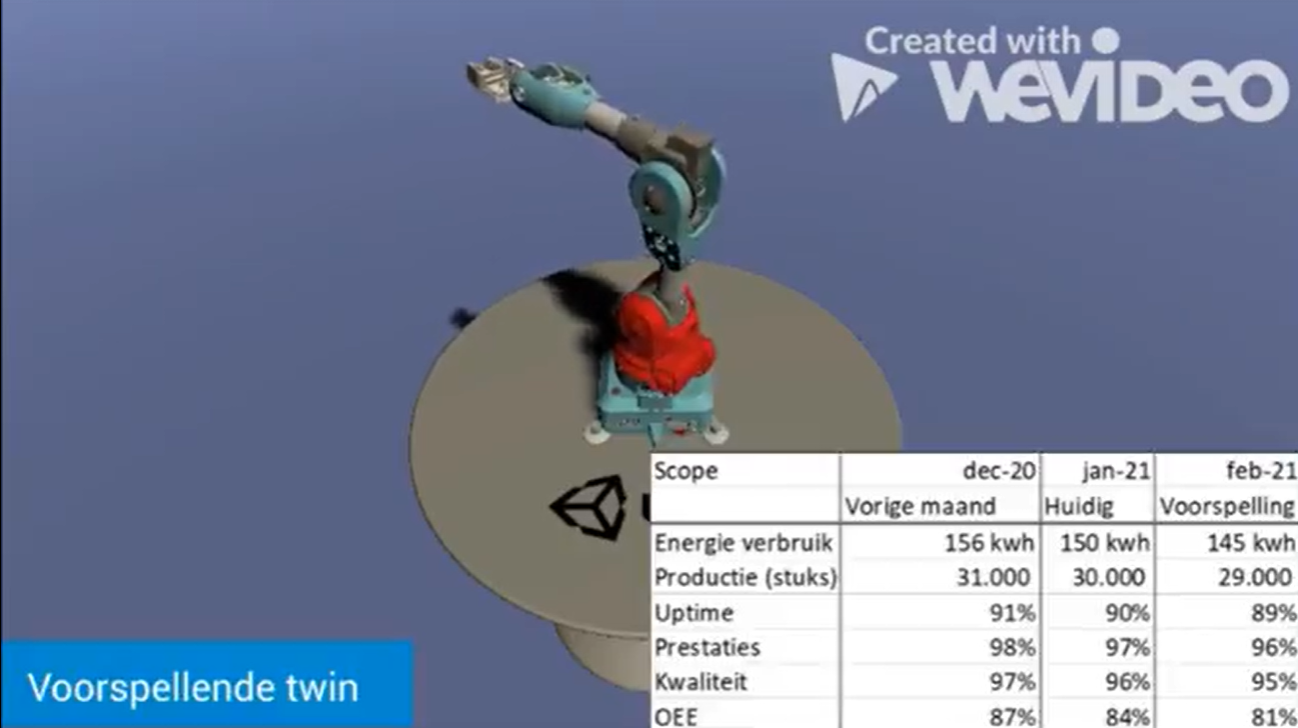 Created with
WEVIDEO
Scope dec-20 jan-21 feb-21
Vorige maand Huidig Voorspelling
Energie verbruik 156 kwh 150 kwh 145 kwh
Productie (stuks) 31.000 30.000 29.000
Uptime 91% 90% 89%
Prestaties 98% 97% 96%
Kwaliteit 97% 96% 95%
OEE 87% 84% 81%
Voorspellende twin